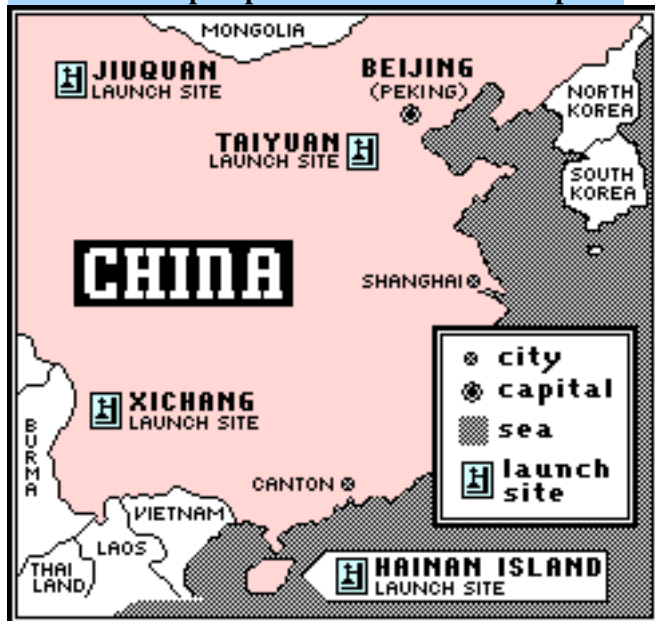 MONGOLIA
JIUQUAN
LAUNCH SITE
BEIJING
(PEKING)
NORTH
KOREA
TAIYUAN
LAUNCH SITE
SOUTH
KOREA
CHINA
SHANGHAI
city
capital
sea
launch
site
XICHANG
LAUNCH SITE
BURMA
CANTON
VIETNAM
LAOS
THAI
LAND
HAINAN ISLAND
LAUNCH SITE